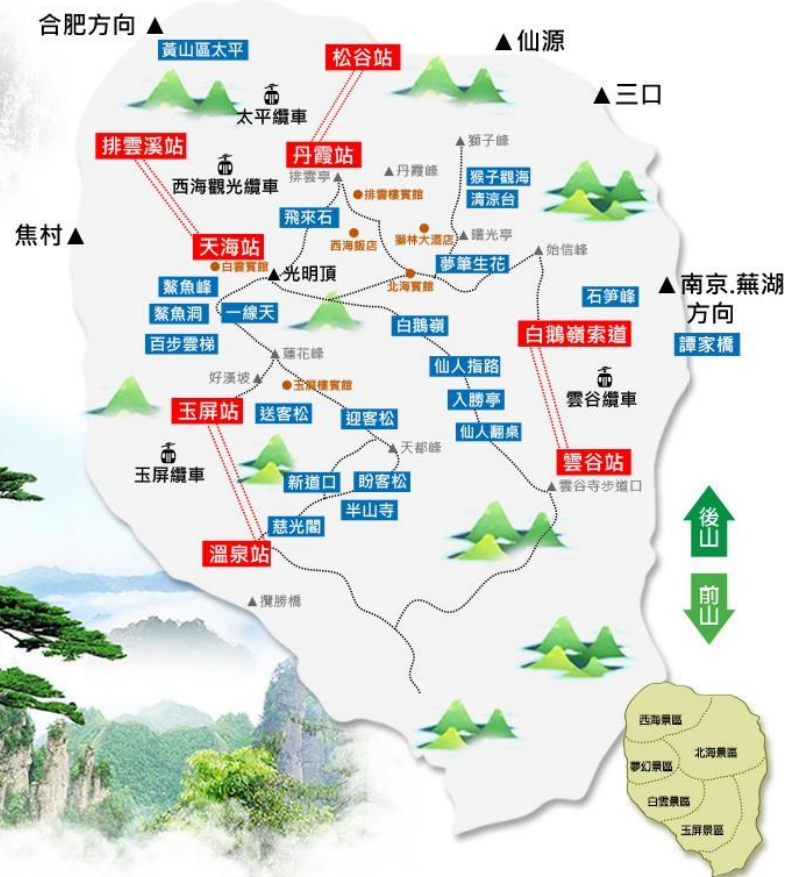 合肥方向
黃山區太平
松谷站
仙源
三口
太平纜車
排雲溪站
丹霞站
獅子峰
西海觀光纜車
排雲亭
丹霞峰
猴子觀海
排雲樓賓館
清涼台
飛來石
焦村
天海站
西海飯店
獅林大酒店
曙光亭
始信峰
白雲賓館
光明頂
夢筆生花
北海賓館
南京.蕪湖
方向
鰲魚峰
石笋峰
鰲魚洞
一線天
白鵝嶺
白鵝嶺索道
譚家橋
百步雲梯
蓮花峰
仙人指路
好漢坡
玉屏樓賓館
入勝亭
雲谷纜車
玉屏站
送客松
迎客松
仙人翻桌
天都峰
雲谷站
玉屏纜車
新道口
盼客松
雲谷寺步道口
半山寺
慈光閣
溫泉站
後山
前山
攬勝橋
西海景區
北海景區
夢幻景區
白雲景區
玉屏景區